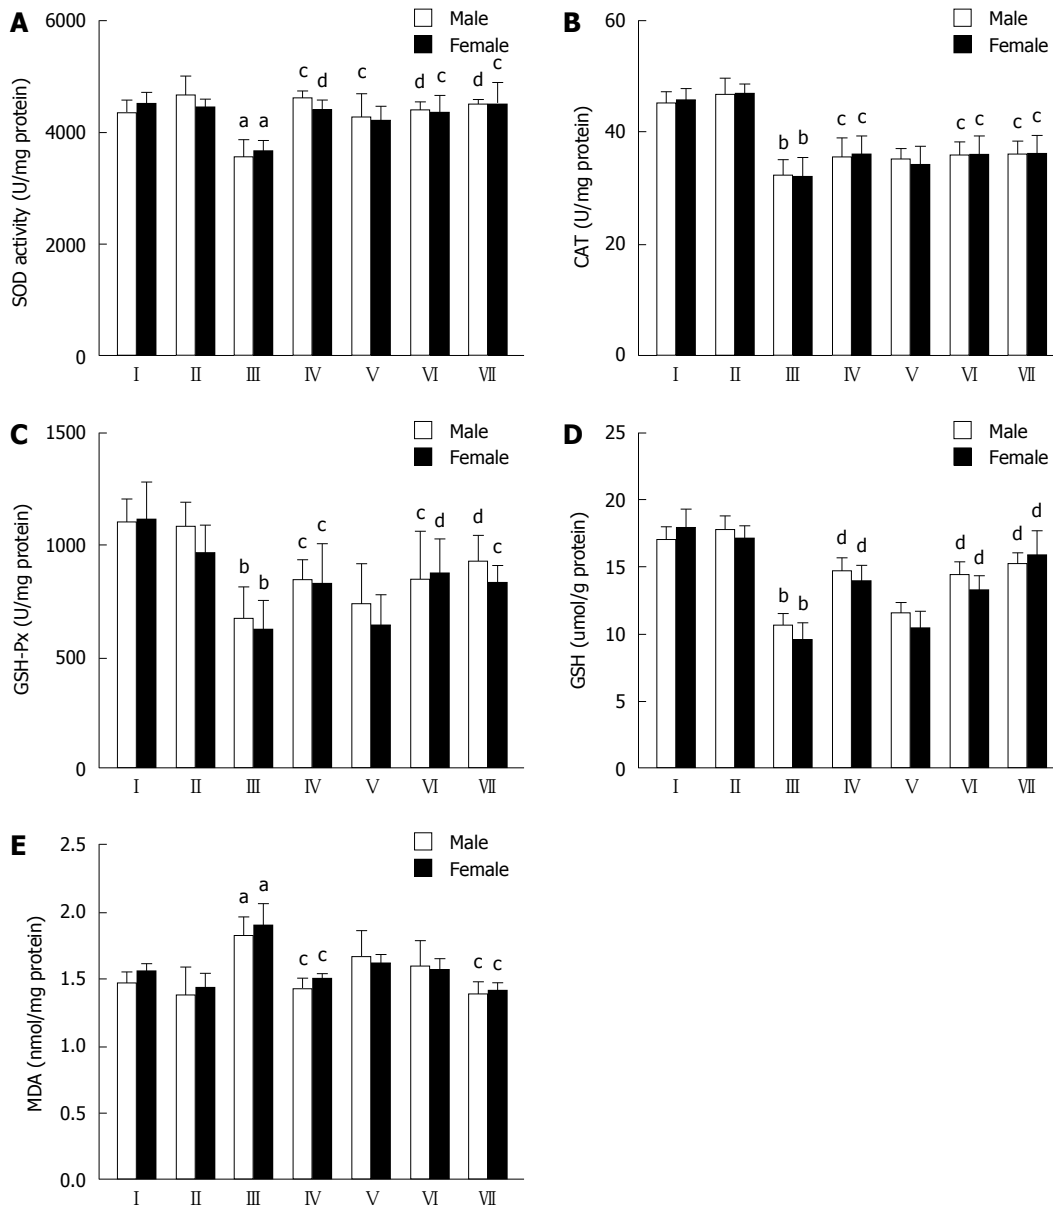 A
SOD activity (U/mg protein)
6000
4000
2000
0
Male
Female
a a c d c d c d c
I II III IV V VI VII
B
CAT (U/mg protein)
60
40
20
0
Male
Female
b b c c c c c c
I II III IV V VI VII
C
GSH-Px (U/mg protein)
1500
1000
500
0
Male
Female
b b c c c d d c
I II III IV V VI VII
D
GSH (umol/g protein)
25
20
15
10
5
0
Male
Female
b b d d d d d d
I II III IV V VI VII
E
MDA (nmol/mg protein)
2.5
2.0
1.5
1.0
0.5
0.0
Male
Female
a a c c c c
I II III IV V VI VII